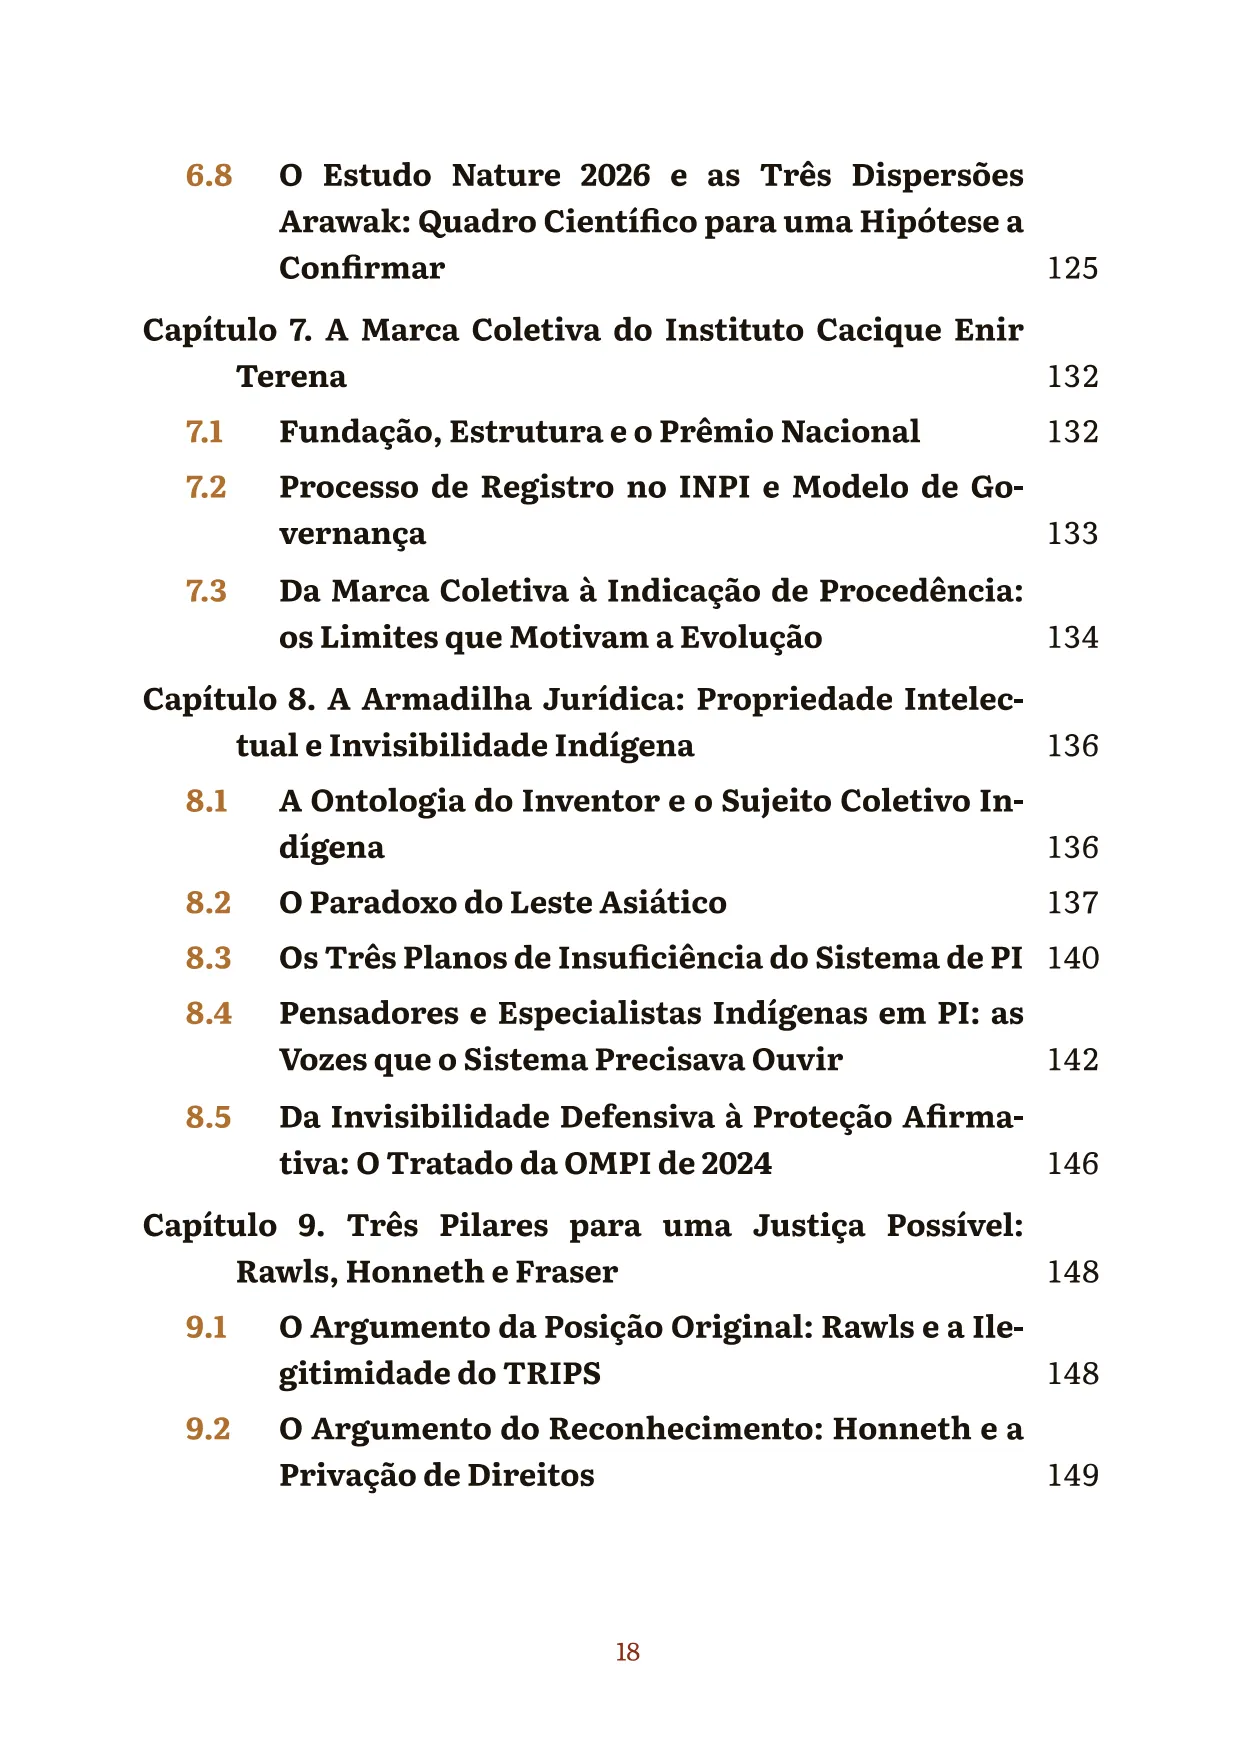 6.8 O Estudo Nature 2026 e as Três Dispersões
Arawak: Quadro Científico para uma Hipótese a
Confirmar 125
Capítulo 7. A Marca Coletiva do Instituto Cacique Enir
Terena 132
7.1 Fundação, Estrutura e o Prêmio Nacional 132
7.2 Processo de Registro no INPI e Modelo de Go-
vernança 133
7.3 Da Marca Coletiva à Indicação de Procedência:
os Limites que Motivam a Evolução 134
Capítulo 8. A Armadilha Jurídica: Propriedade Intelec-
tual e Invisibilidade Indígena 136
8.1 A Ontologia do Inventor e o Sujeito Coletivo In-
dígena 136
8.2 O Paradoxo do Leste Asiático 137
8.3 Os Três Planos de Insuficiência do Sistema de PI 140
8.4 Pensadores e Especialistas Indígenas em PI: as
Vozes que o Sistema Precisava Ouvir 142
8.5 Da Invisibilidade Defensiva à Proteção Afirma-
tiva: O Tratado da OMPI de 2024 146
Capítulo 9. Três Pilares para uma Justiça Possível:
Rawls, Honneth e Fraser 148
9.1 O Argumento da Posição Original: Rawls e a Ile-
gitimidade do TRIPS 148
9.2 O Argumento do Reconhecimento: Honneth e a
Privação de Direitos 149
18